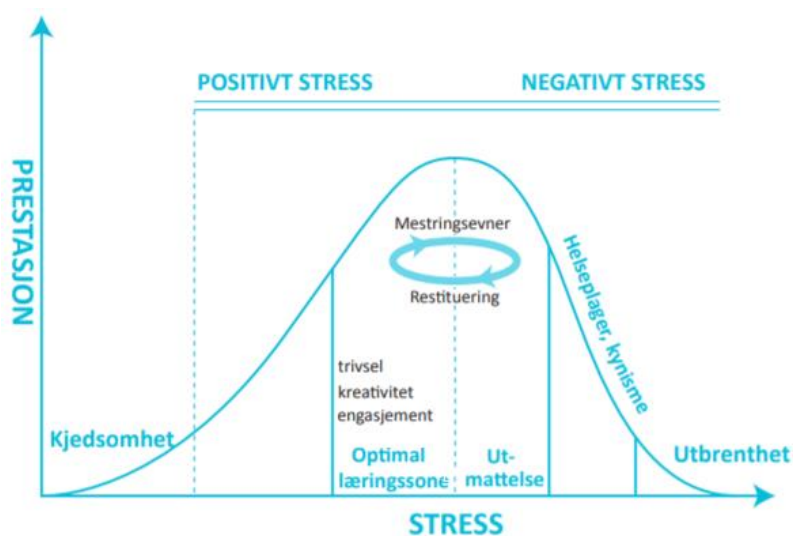 POSITIVT STRESS
NEGATIVT STRESS
PRESTASJON
Mestringsevner
Restituering
Helseplager, kynisme
trivsel
kreativitet
engasjement
Kjedsomhet
Optimal
læringssone
Ut-
mattelse
Utbrenthet
STRESS